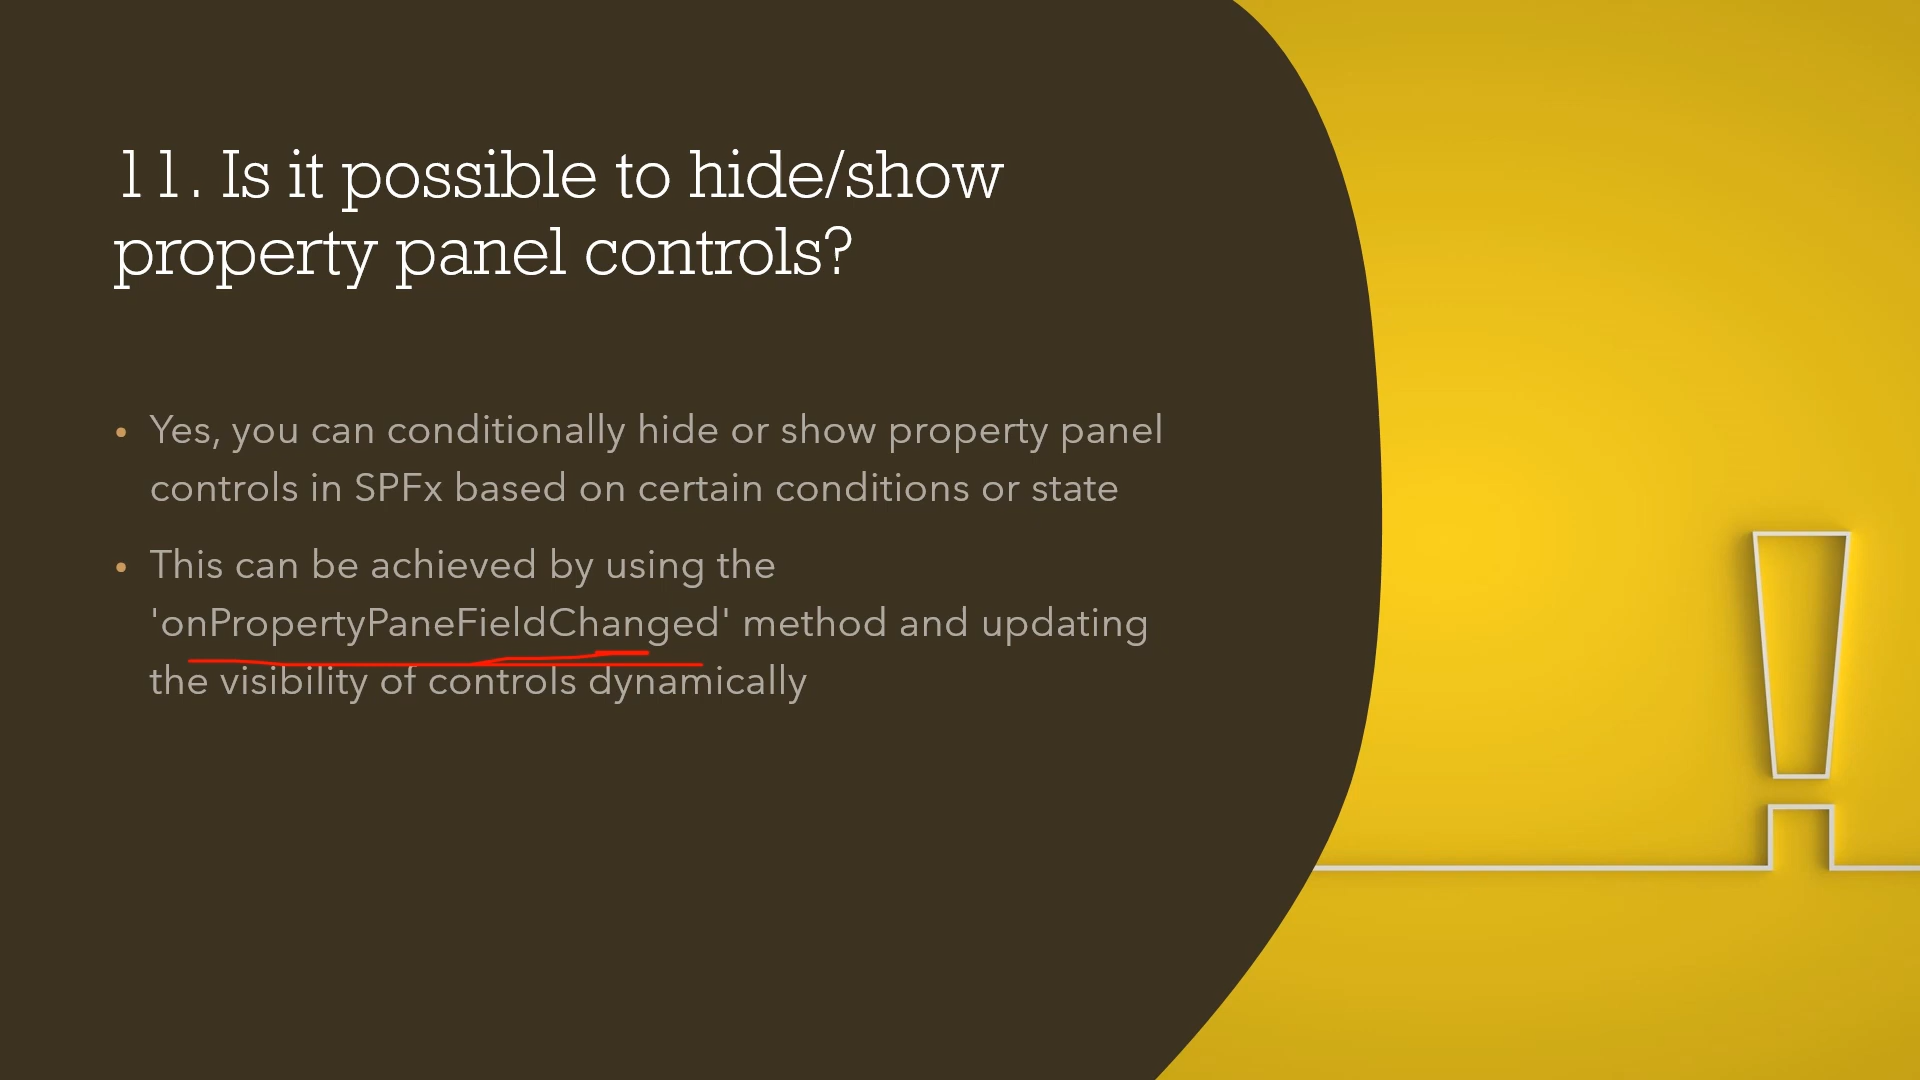 11. Is it possible to hide/show
property panel controls?
• Yes, you can conditionally hide or show property panel
controls in SPFx based on certain conditions or state
• This can be achieved by using the
'onPropertyPaneFieldChanged' method and updating
the visibility of controls dynamically